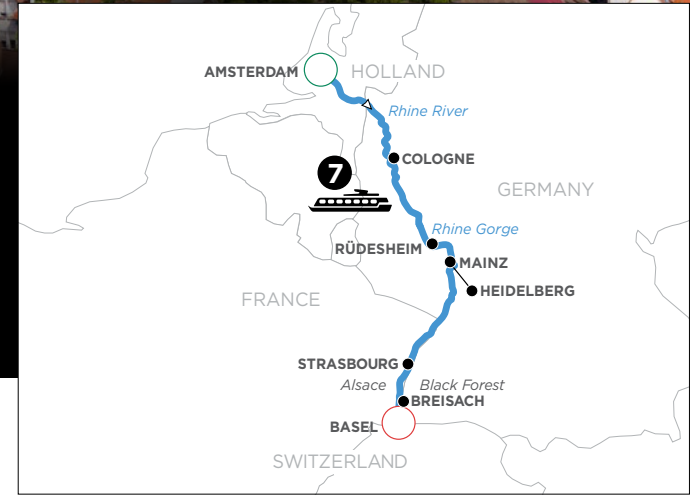 AMSTERDAM
HOLLAND
Rhine River
COLOGNE
7
GERMANY
Rhine Gorge
RÜDESHEIM
MAINZ
HEIDELBERG
FRANCE
STRASBOURG
Alsace
Black Forest
BREISACH
BASEL
SWITZERLAND